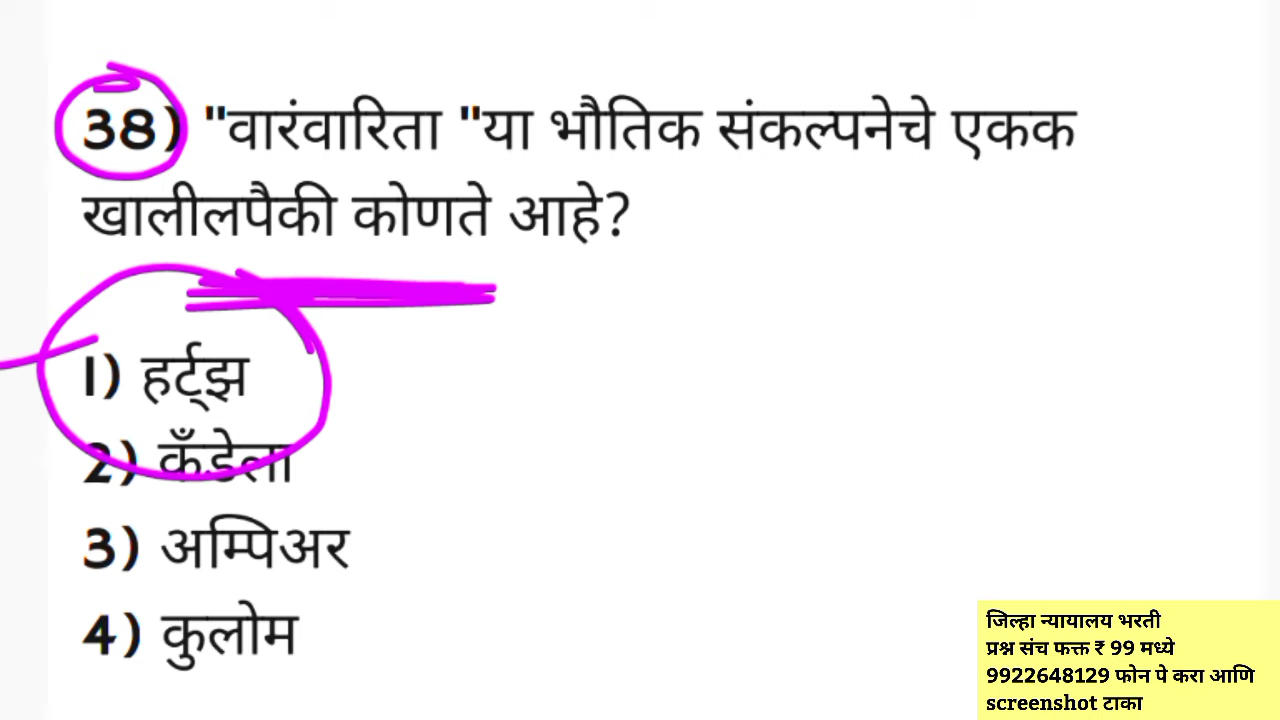 38) "वारंवारिता "या भौतिक संकल्पनेचे एकक
खालीलपैकी कोणते आहे?
1) हर्ट्झ
2) कँडेला
3) अम्पिअर
4) कुलोम
जिल्हा न्यायालय भरती
प्रश्न संच फक्त ₹ 99 मध्ये
9922648129 फोन पे करा आणि
screenshot टाका